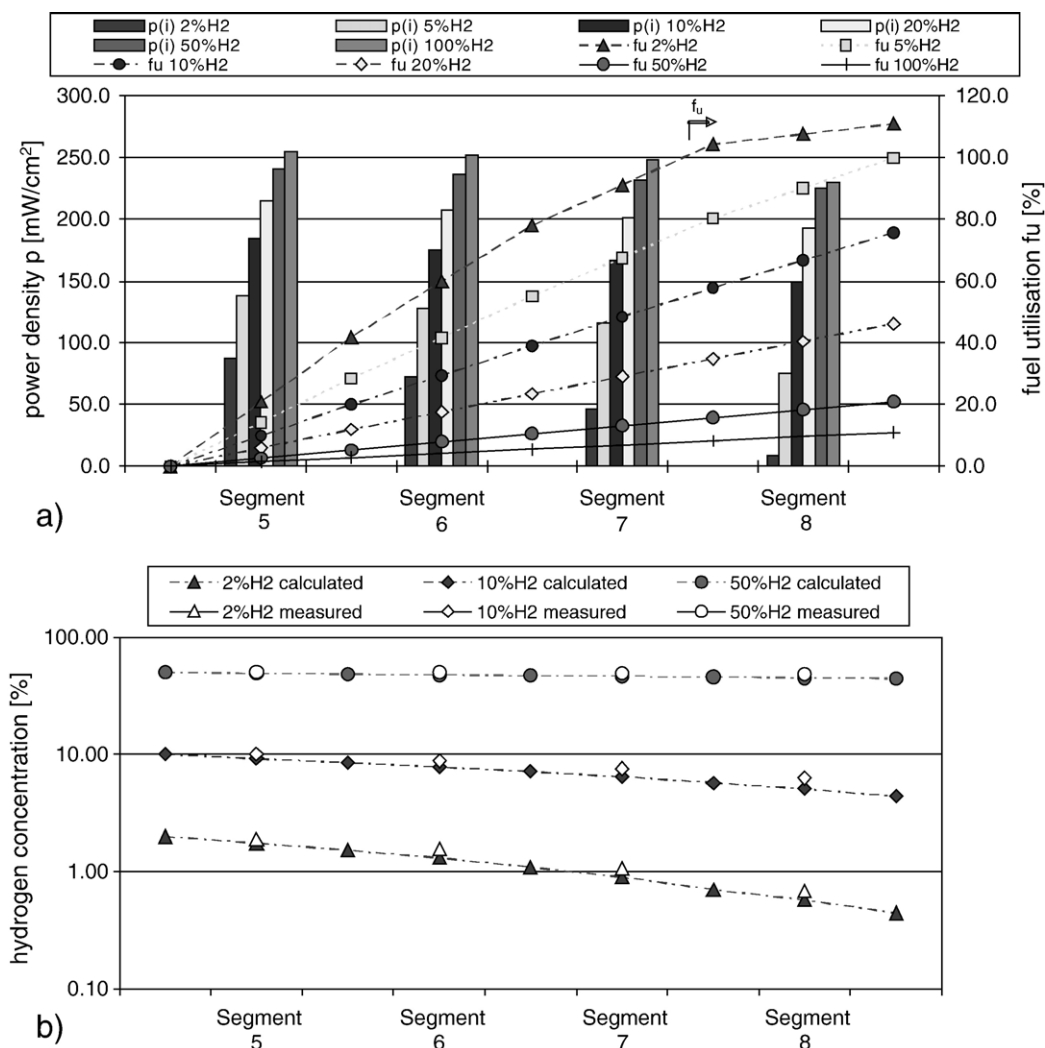 p(i) 2%H2 p(i) 5%H2 p(i) 10%H2 p(i) 20%H2
p(i) 50%H2 p(i) 100%H2 fu 2%H2 fu 5%H2
fu 10%H2 fu 20%H2 fu 50%H2 fu 100%H2
power density p [mW/cm²]
300.0
250.0
200.0
150.0
100.0
50.0
0.0
fu
120.0
100.0
80.0
60.0
40.0
20.0
0.0
fuel utilisation fu [%]
Segment 5
Segment 6
Segment 7
Segment 8
a)
2%H2 calculated 10%H2 calculated 50%H2 calculated
2%H2 measured 10%H2 measured 50%H2 measured
hydrogen concentration [%]
100.00
10.00
1.00
0.10
Segment 5
Segment 6
Segment 7
Segment 8
b)